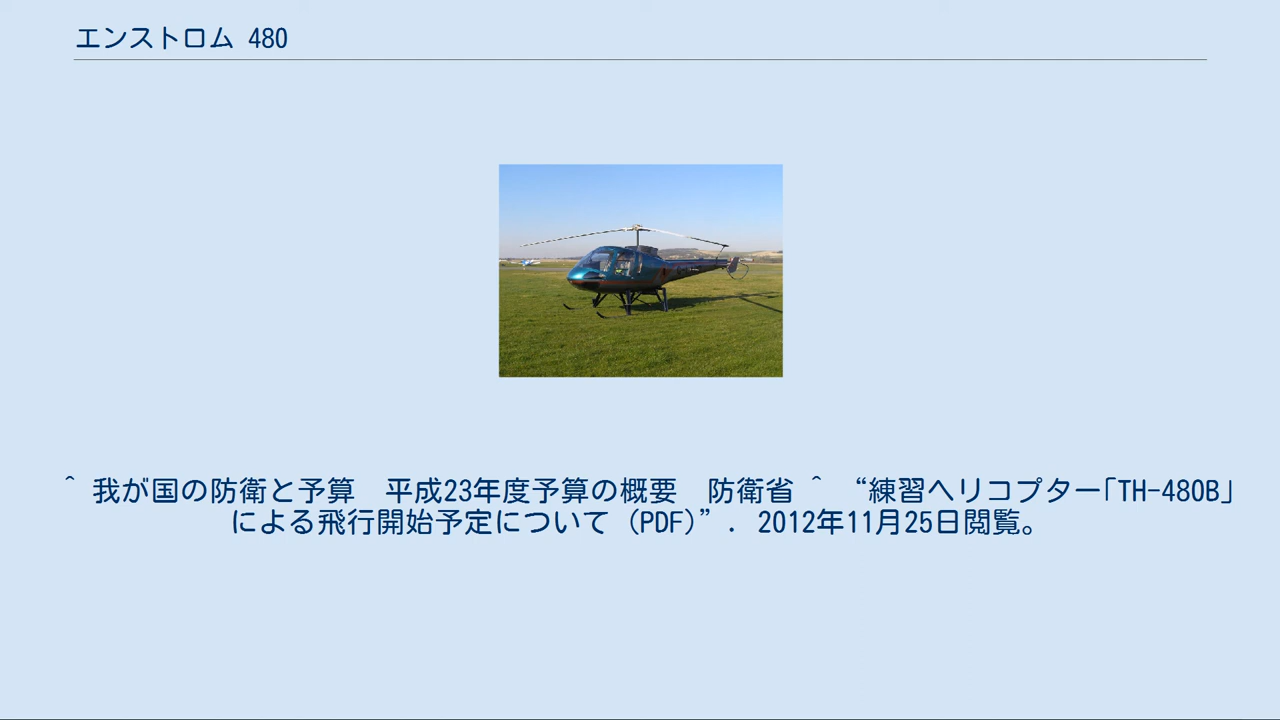 エンストロム 480
^ 我が国の防衛と予算　平成23年度予算の概要　防衛省 ^ “練習ヘリコプター｢TH-480B｣
による飛行開始予定について (PDF)”. 2012年11月25日閲覧。